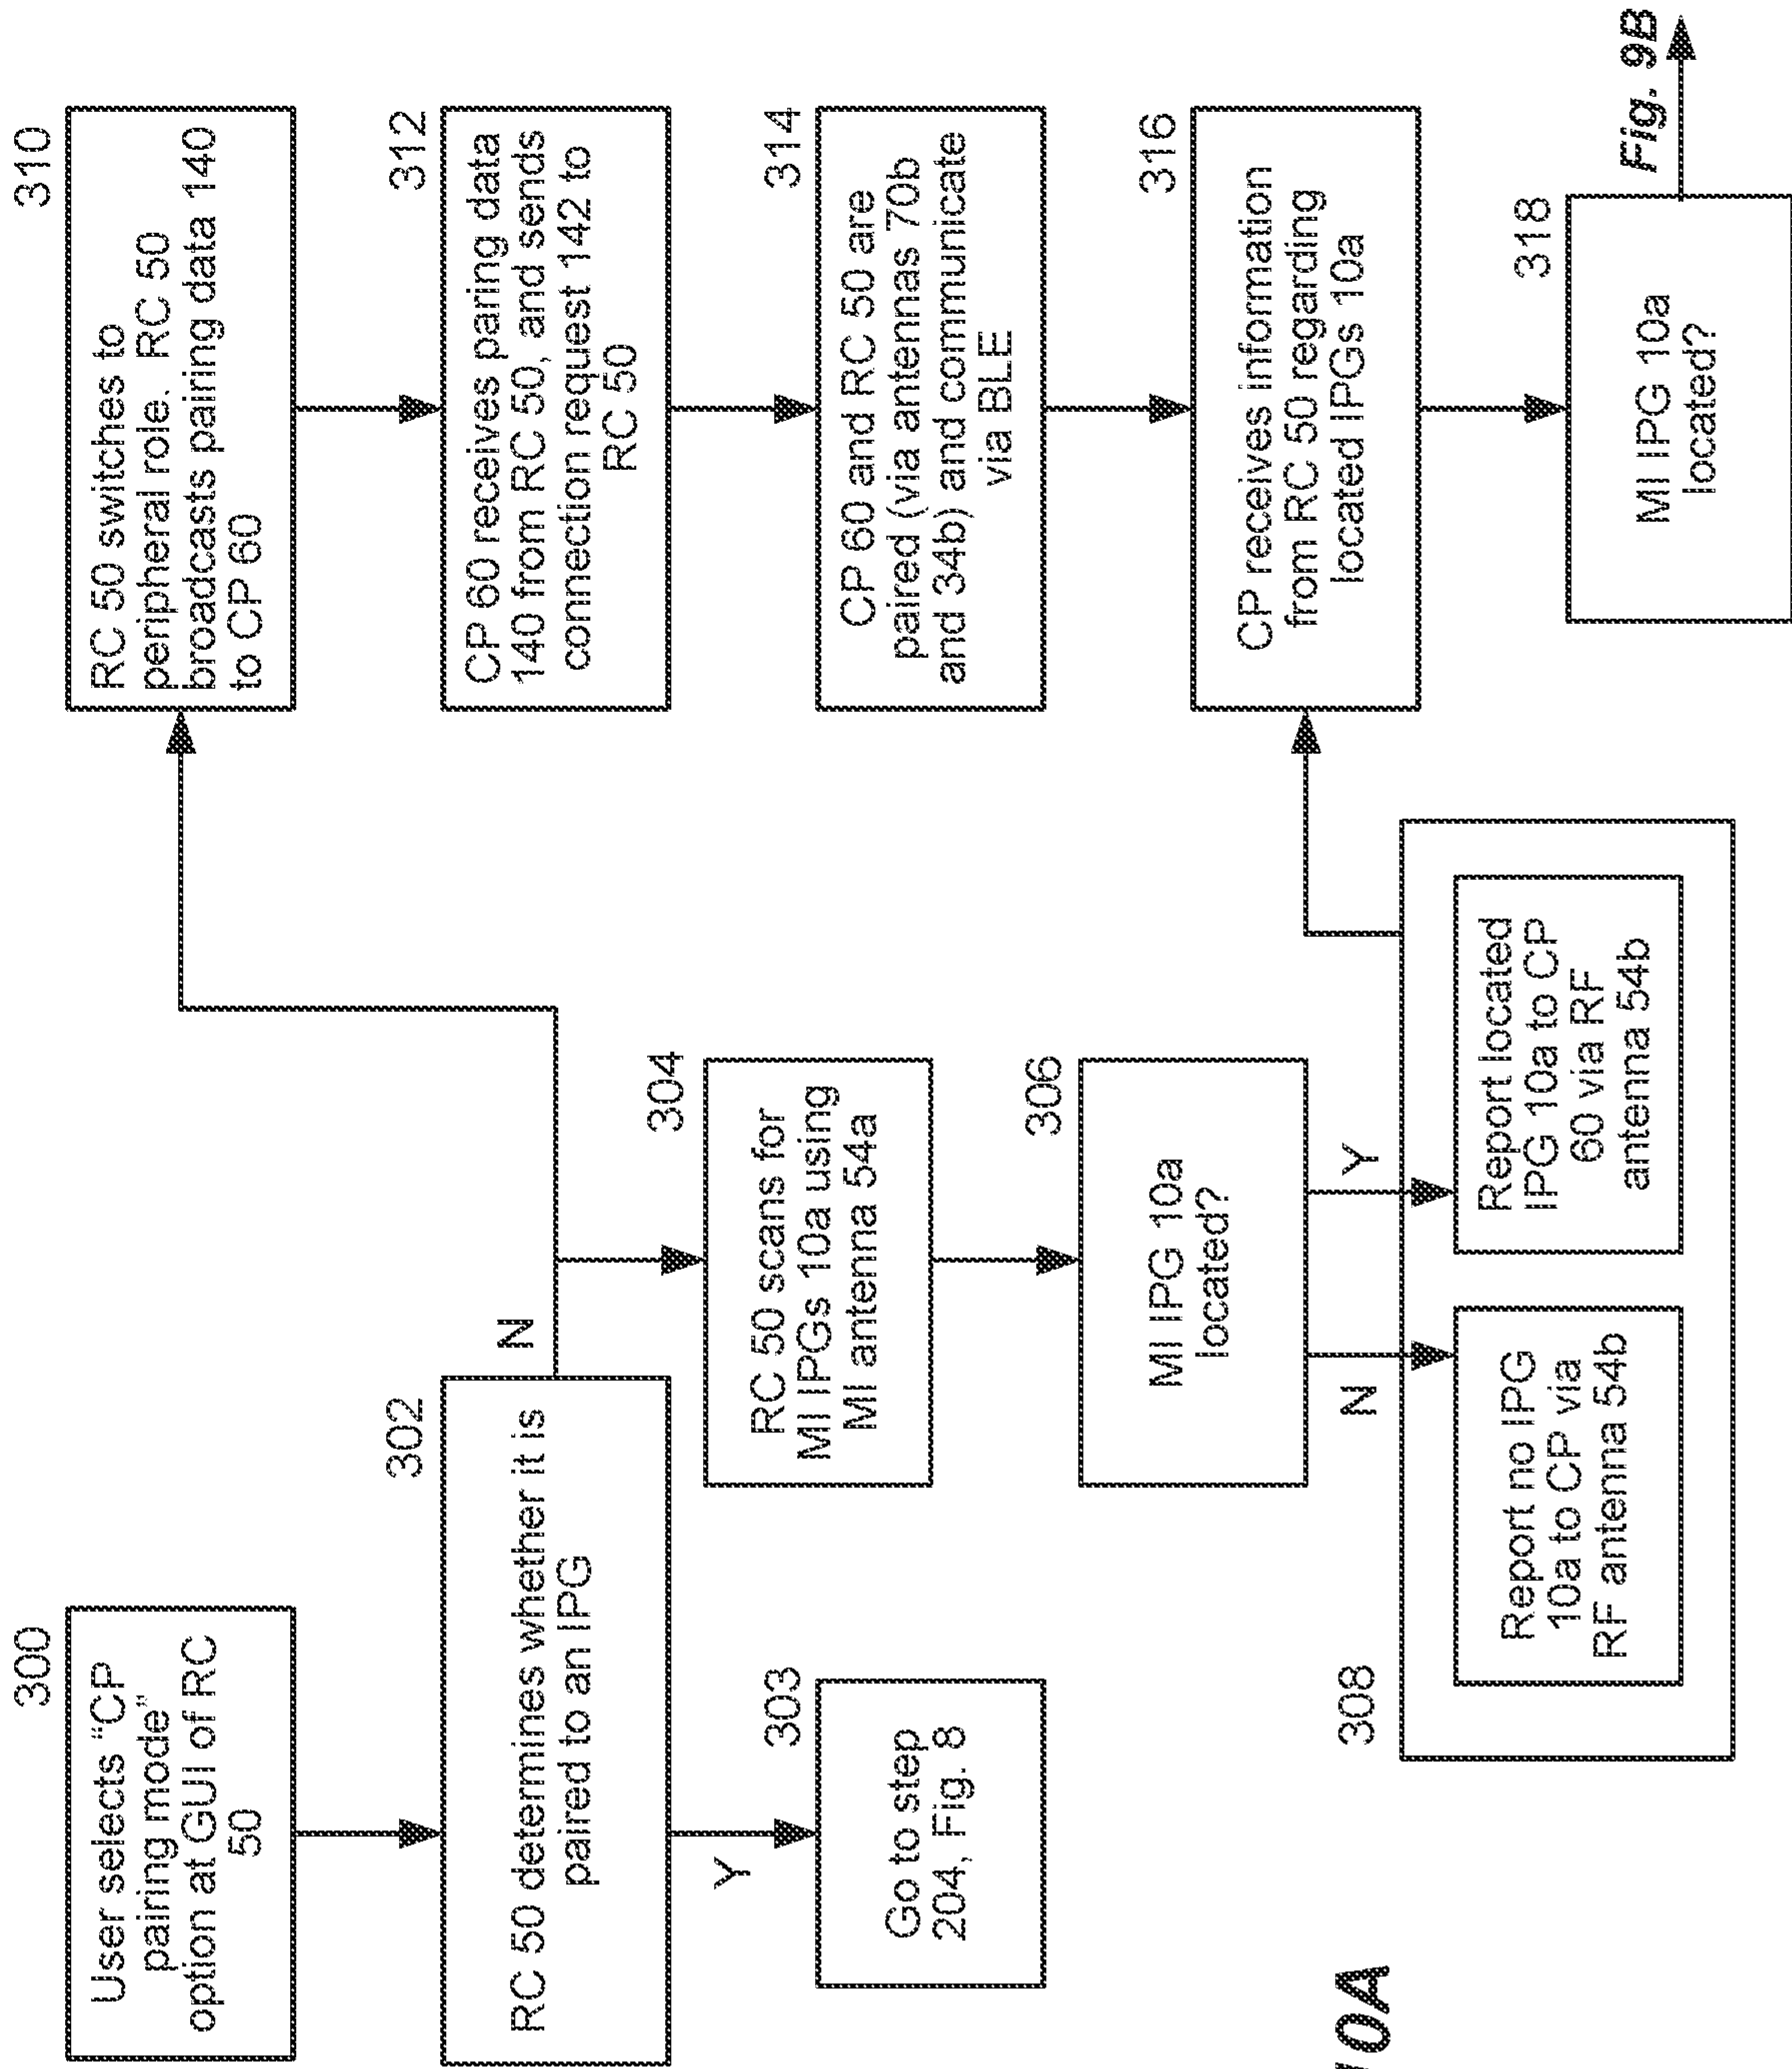 300
User selects “CP
pairing mode”
option at GUI of RC
50
302
RC 50 determines whether it is
paired to an IPG
Y
N
303
Go to step
204, Fig. 8
304
RC 50 scans for
MI IPGs 10a using
MI antenna 54a
306
MI IPG 10a
located?
N
Y
308
Report no IPG
10a to CP via
RF antenna 54b
Report located
IPG 10a to CP
60 via RF
antenna 54b
310
RC 50 switches to
peripheral role. RC 50
broadcasts pairing data 140
to CP 60
312
CP 60 receives paring data
140 from RC 50, and sends
connection request 142 to
RC 50
314
CP 60 and RC 50 are
paired (via antennas 70b
and 34b) and communicate
via BLE
316
CP receives information
from RC 50 regarding
located IPGs 10a
318
MI IPG 10a
located?
Fig. 9B